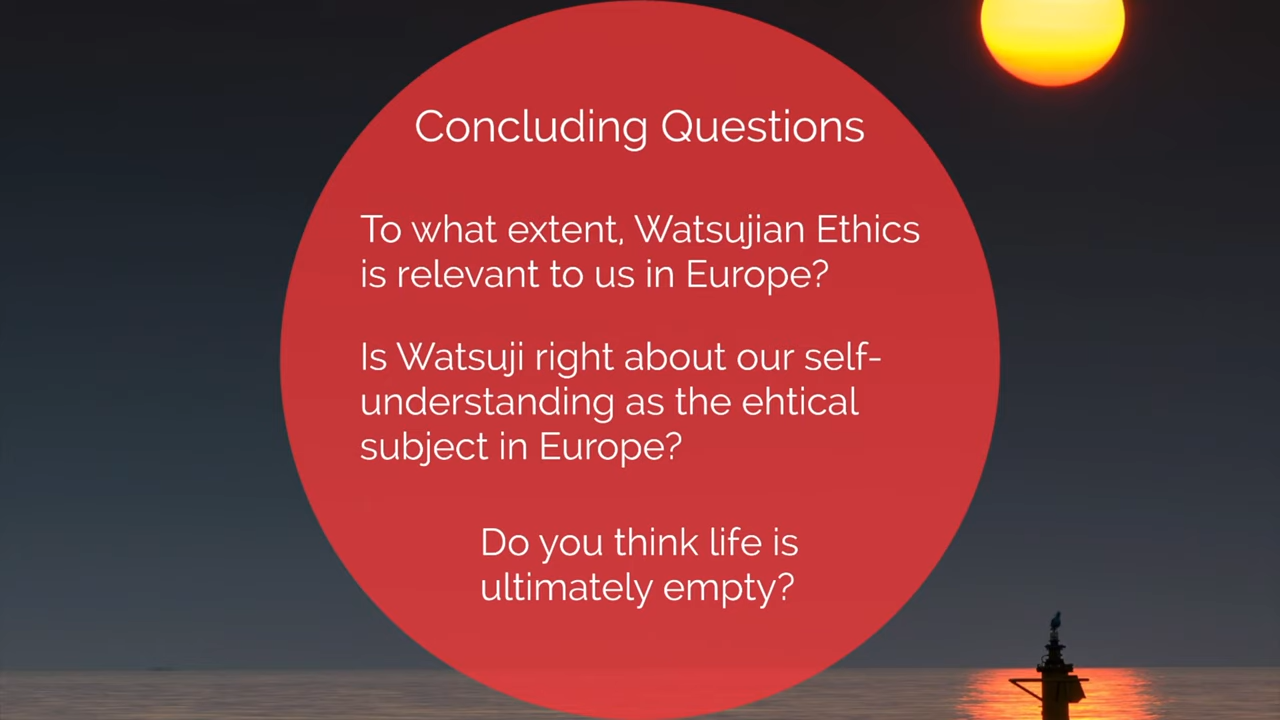 Concluding Questions
To what extent, Watsujian Ethics
is relevant to us in Europe?
Is Watsuji right about our self-
understanding as the ehtical
subject in Europe?
Do you think life is
ultimately empty?